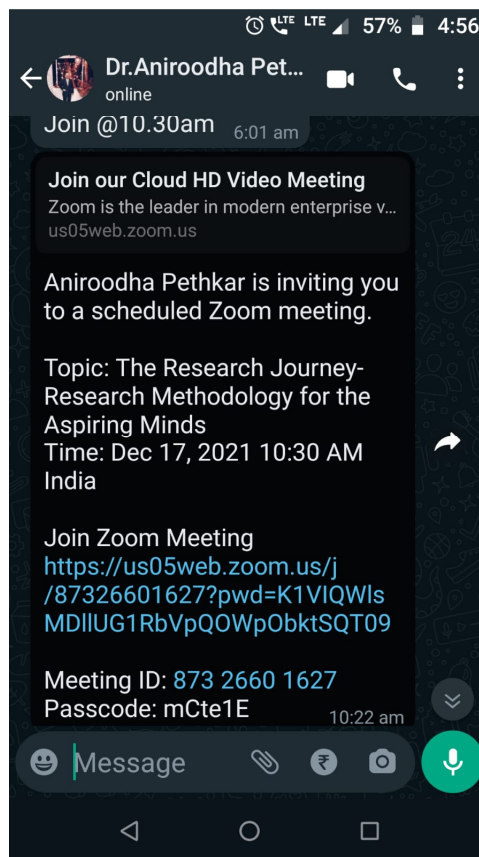 LTE LTE 57% 4:56
Dr.Aniroodha Pet...
online
Join @10.30am 6:01 am
Join our Cloud HD Video Meeting
Zoom is the leader in modern enterprise v...
us05web.zoom.us
Aniroodha Pethkar is inviting you
to a scheduled Zoom meeting.
Topic: The Research Journey-
Research Methodology for the
Aspiring Minds
Time: Dec 17, 2021 10:30 AM
India
Join Zoom Meeting
https://us05web.zoom.us/j
/87326601627?pwd=K1VIQWls
MDllUG1RbVpQOWpObktSQT09
Meeting ID: 873 2660 1627
Passcode: mCte1E 10:22 am
Message ₹